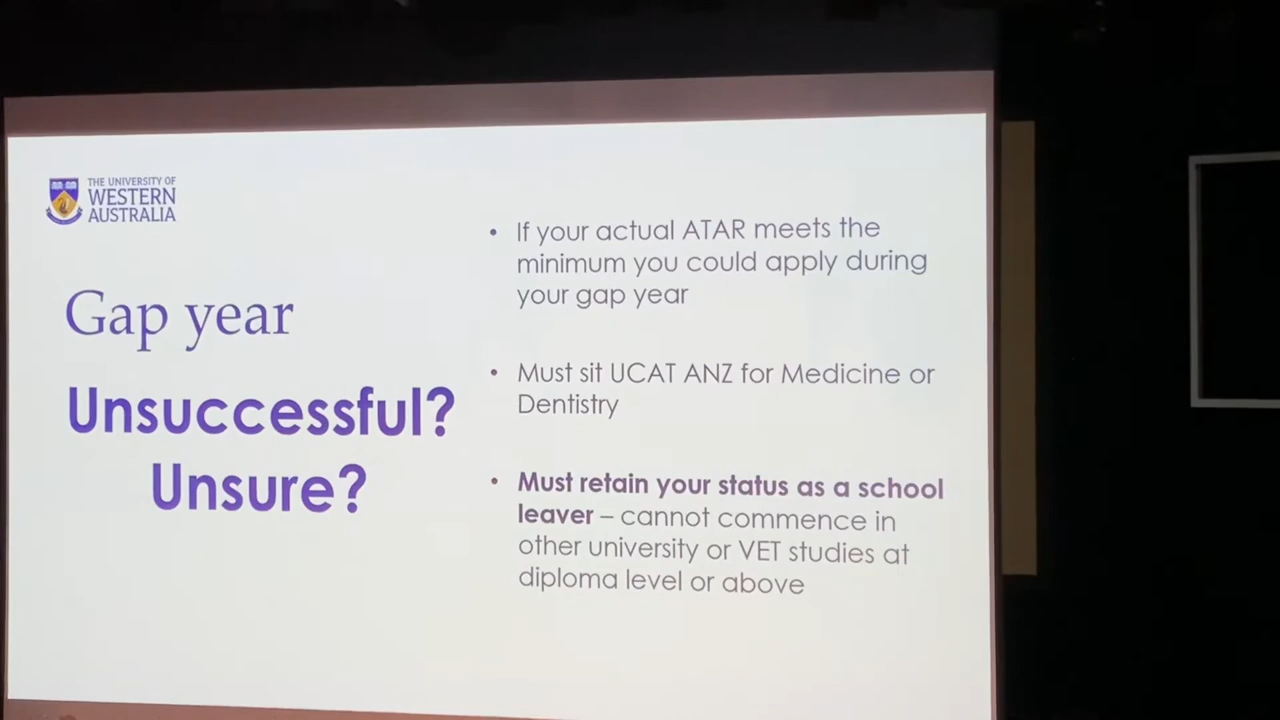 THE UNIVERSITY OF
WESTERN
AUSTRALIA
Gap year
Unsuccessful?
Unsure?
• If your actual ATAR meets the
minimum you could apply during
your gap year
• Must sit UCAT ANZ for Medicine or
Dentistry
• Must retain your status as a school
leaver – cannot commence in
other university or VET studies at
diploma level or above